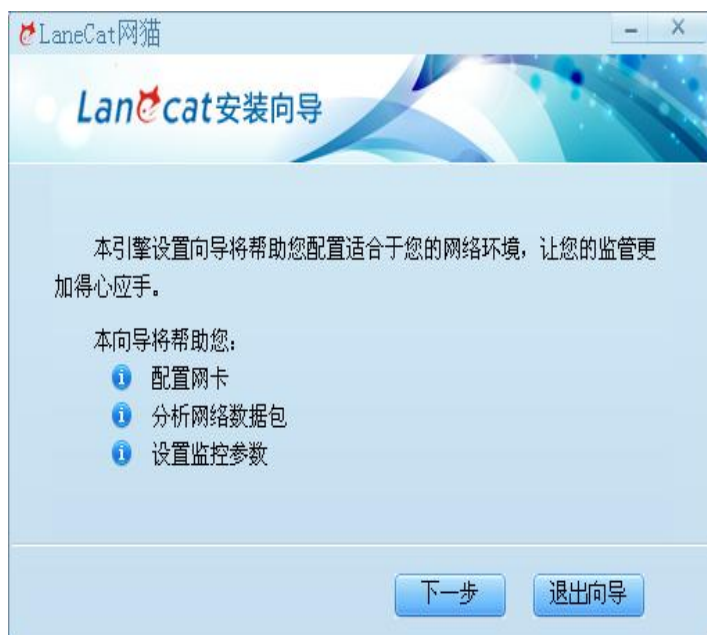 LaneCat网猫
Lanecat安装向导
本引擎设置向导将帮助您配置适合于您的网络环境，让您的监管更
加得心应手。
本向导将帮助您：
配置网卡
分析网络数据包
设置监控参数
下一步
退出向导